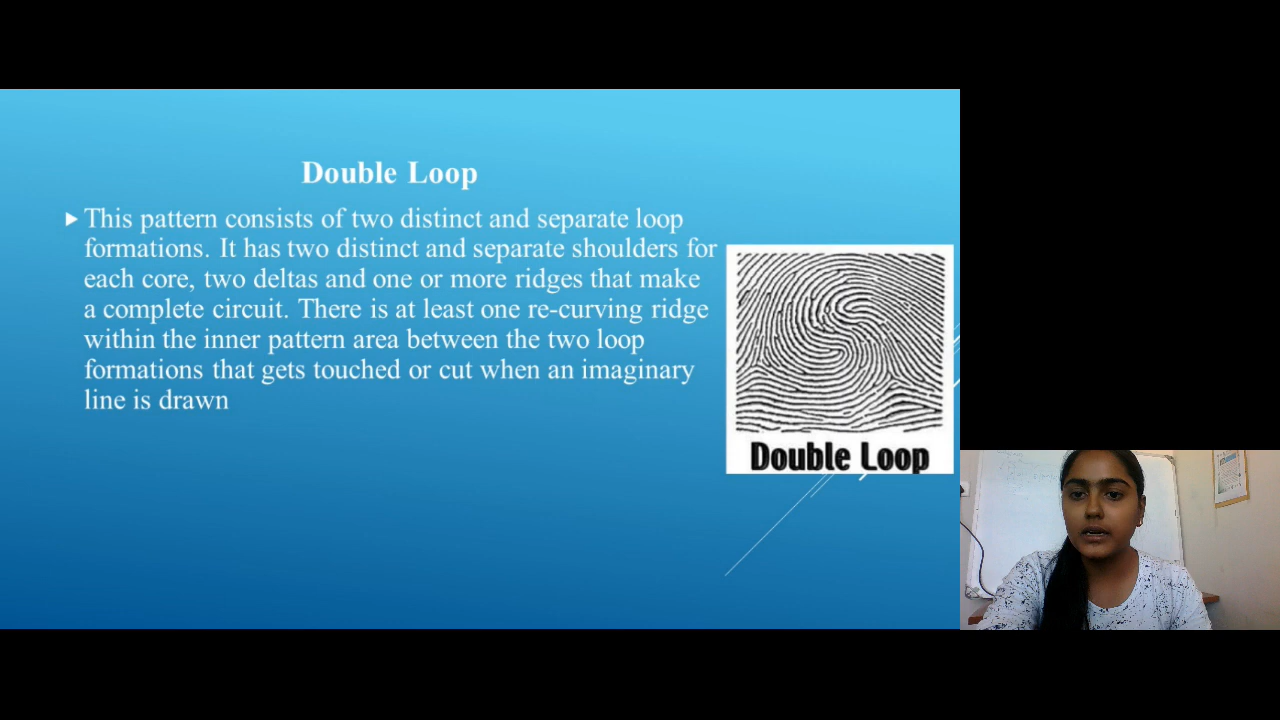 Double Loop
This pattern consists of two distinct and separate loop
formations. It has two distinct and separate shoulders for
each core, two deltas and one or more ridges that make
a complete circuit. There is at least one re-curving ridge
within the inner pattern area between the two loop
formations that gets touched or cut when an imaginary
line is drawn
Double Loop